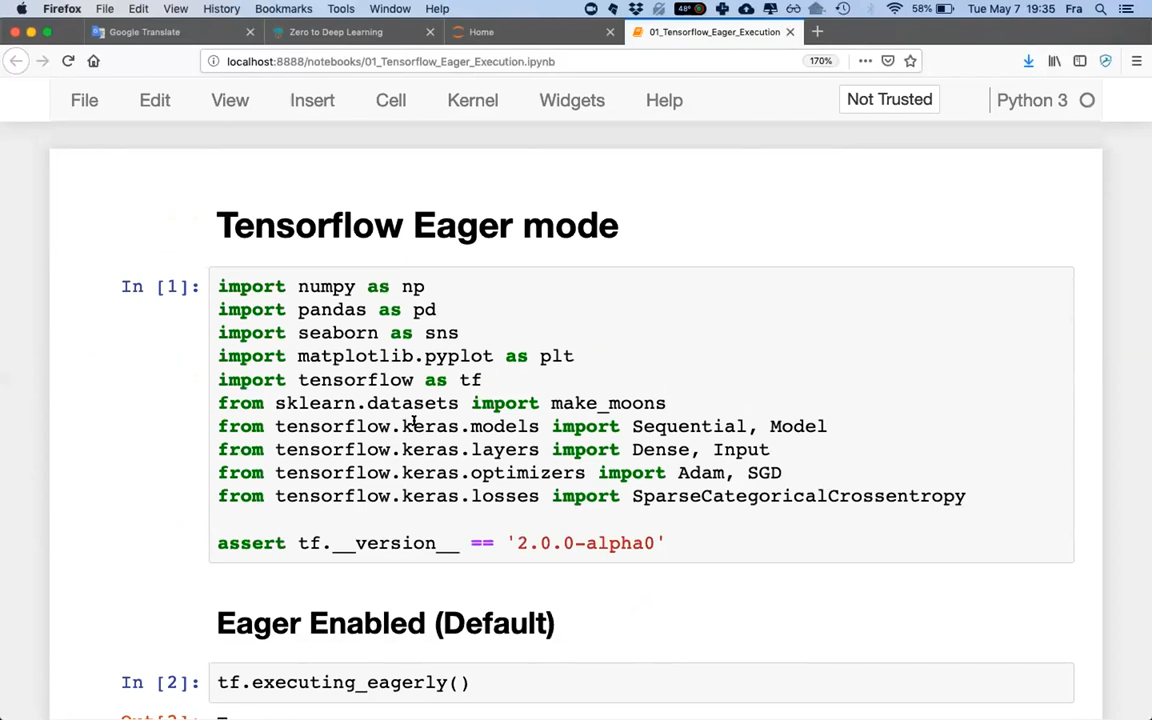 Firefox File Edit View History Bookmarks Tools Window Help 48° 58% Tue May 7 19:35 Fra
Google Translate Zero to Deep Learning Home 01_Tensorflow_Eager_Execution
localhost:8888/notebooks/01_Tensorflow_Eager_Execution.ipynb 170%
File Edit View Insert Cell Kernel Widgets Help Not Trusted Python 3
Tensorflow Eager mode
In [1]: import numpy as np
import pandas as pd
import seaborn as sns
import matplotlib.pyplot as plt
import tensorflow as tf
from sklearn.datasets import make_moons
from tensorflow.keras.models import Sequential, Model
from tensorflow.keras.layers import Dense, Input
from tensorflow.keras.optimizers import Adam, SGD
from tensorflow.keras.losses import SparseCategoricalCrossentropy
assert tf.__version__ == '2.0.0-alpha0'
Eager Enabled (Default)
In [2]: tf.executing_eagerly()